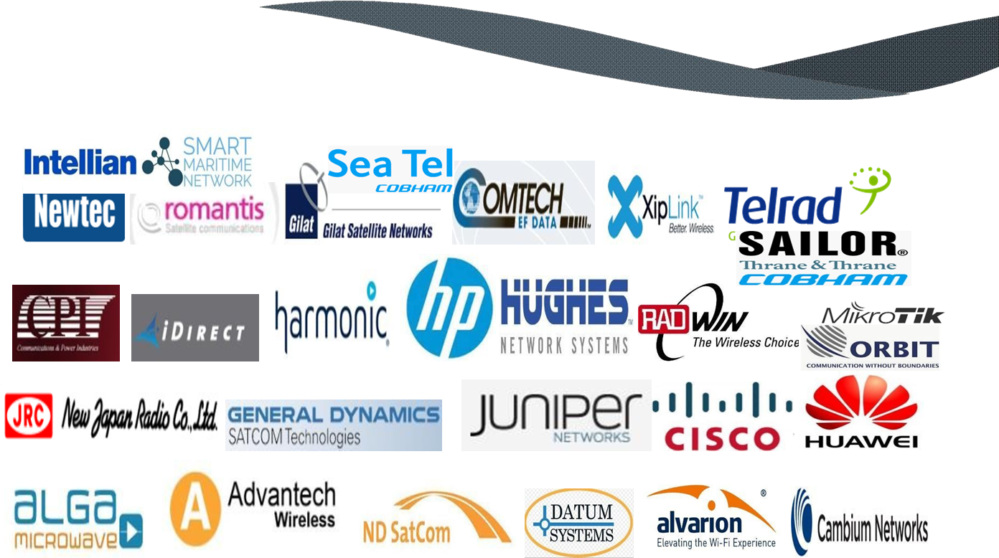 Intellian
SMART
MARITIME
NETWORK
Newtec
romantis
Satellite communications
Sea Tel
COBHAM
Gilat
Gilat Satellite Networks
COMTECH
EF DATA
XipLink™
Better. Wireless.
Telrad
G
SAILOR®
Thrane & Thrane
COBHAM
CPI
Communications & Power Industries
iDIRECT
harmonic
hp
HUGHES
NETWORK SYSTEMS
RADWIN
The Wireless Choice
MikroTik
ORBIT
COMMUNICATION WITHOUT BOUNDARIES
JRC
New Japan Radio Co.,Ltd.
GENERAL DYNAMICS
SATCOM Technologies
JUNIPER
NETWORKS
CISCO
HUAWEI
ALGA
MICROWAVE
A
Advantech
Wireless
ND SatCom
DATUM
SYSTEMS
alvarion®
Elevating the Wi-Fi Experience
Cambium Networks